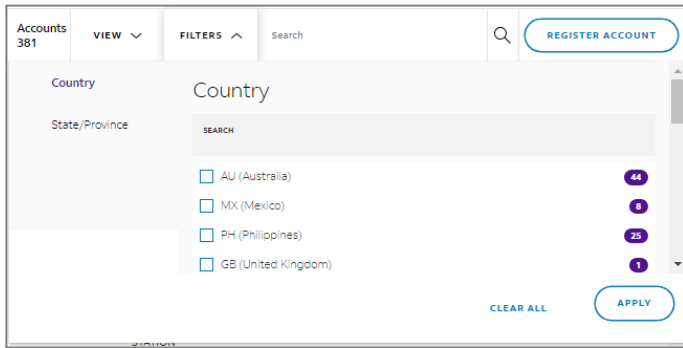 Accounts
381
VIEW
FILTERS
Search
REGISTER ACCOUNT
Country
State/Province
Country
SEARCH
AU (Australia)
44
MX (Mexico)
8
PH (Philippines)
25
GB (United Kingdom)
1
CLEAR ALL
APPLY
STATION